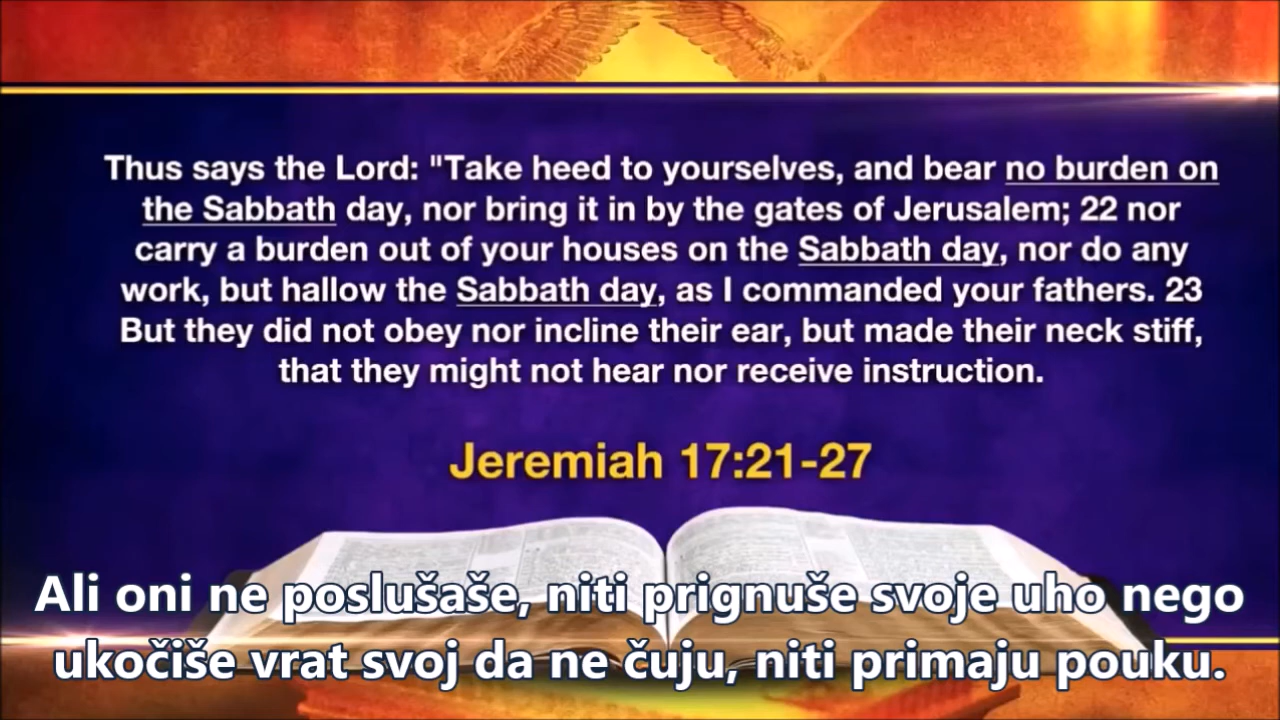 Thus says the Lord: "Take heed to yourselves, and bear no burden on
the Sabbath day, nor bring it in by the gates of Jerusalem; 22 nor
carry a burden out of your houses on the Sabbath day, nor do any
work, but hallow the Sabbath day, as I commanded your fathers. 23
But they did not obey nor incline their ear, but made their neck stiff,
that they might not hear nor receive instruction.
Jeremiah 17:21-27
Ali oni ne poslušaše, niti prignuše svoje uho nego
ukočiše vrat svoj da ne čuju, niti primaju pouku.